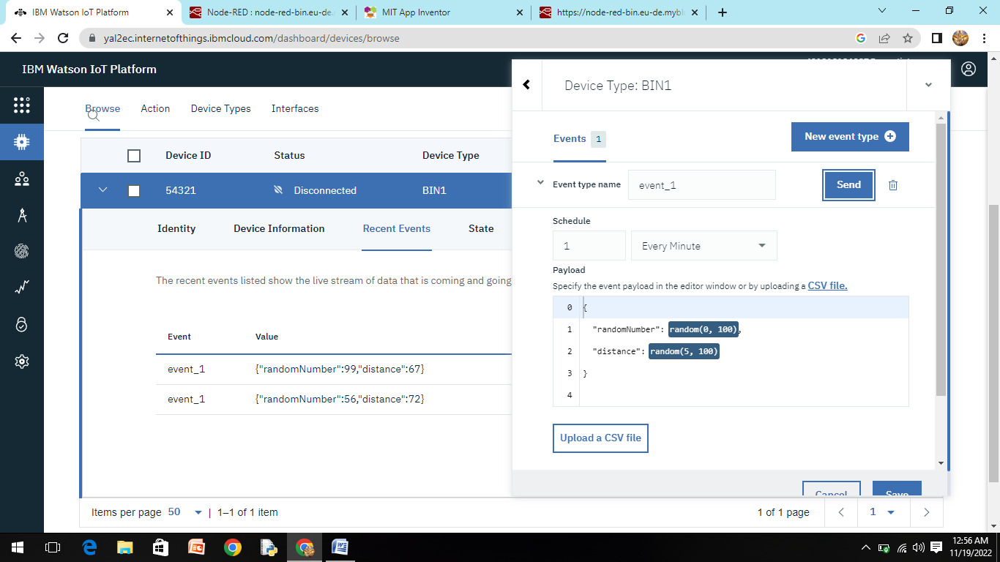 IBM Watson IoT Platform
Node-RED : node-red-bin.eu-de.
MIT App Inventor
https://node-red-bin.eu-de.mybl
yal2ec.internetofthings.ibmcloud.com/dashboard/devices/browse
IBM Watson IoT Platform
Browse Action Device Types Interfaces
Device ID Status Device Type
54321 Disconnected BIN1
Identity Device Information Recent Events State
The recent events listed show the live stream of data that is coming and going
Event Value
event_1 {"randomNumber":99,"distance":67}
event_1 {"randomNumber":56,"distance":72}
Items per page 50 | 1–1 of 1 item
1 of 1 page 1
Device Type: BIN1
Events 1
New event type
Event type name event_1 Send
Schedule
1 Every Minute
Payload
Specify the event payload in the editor window or by uploading a CSV file.
0 {
1 "randomNumber": random(0, 100),
2 "distance": random(5, 100)
3 }
4
Upload a CSV file
Cancel Save
12:56 AM
11/19/2022